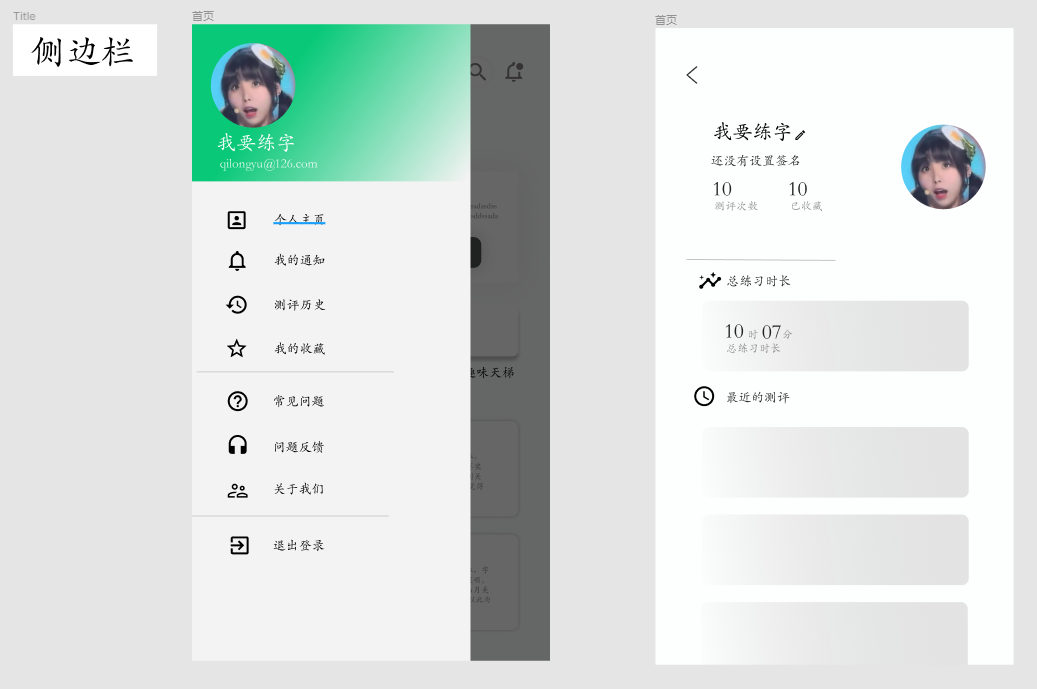 Title
侧边栏
首页
我要练字
qilongyu@126.com
个人主页
我的通知
测评历史
我的收藏
常见问题
问题反馈
关于我们
退出登录
味天梯
首页
我要练字
还没有设置签名
10 10
测评次数 已收藏
总练习时长
10 时 07 分
总练习时长
最近的测评